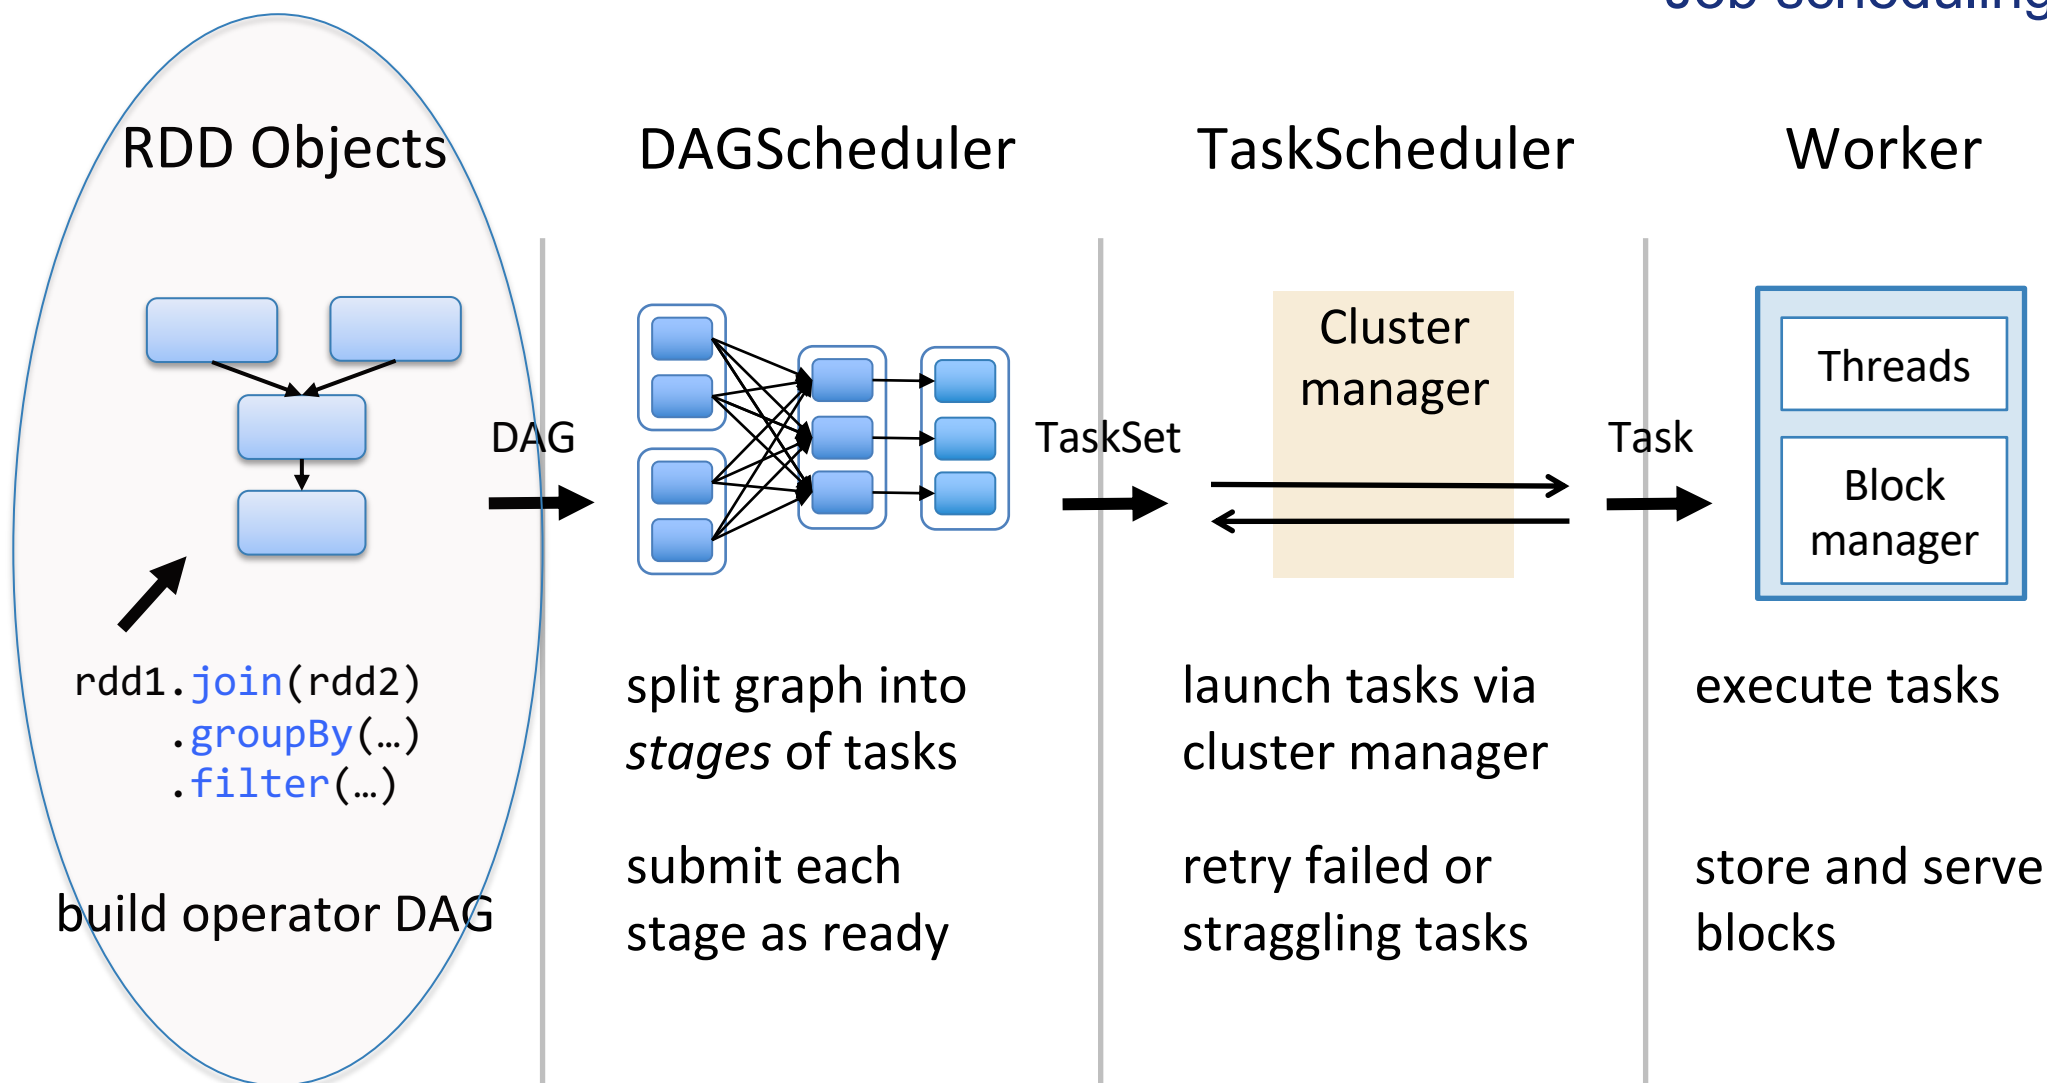 Job scheduling
RDD Objects
DAGScheduler
TaskScheduler
Worker
DAG
TaskSet
Cluster
manager
Task
Threads
Block
manager
rdd1.join(rdd2)
.groupBy(…)
.filter(…)
build operator DAG
split graph into
stages of tasks
submit each
stage as ready
launch tasks via
cluster manager
retry failed or
straggling tasks
execute tasks
store and serve
blocks